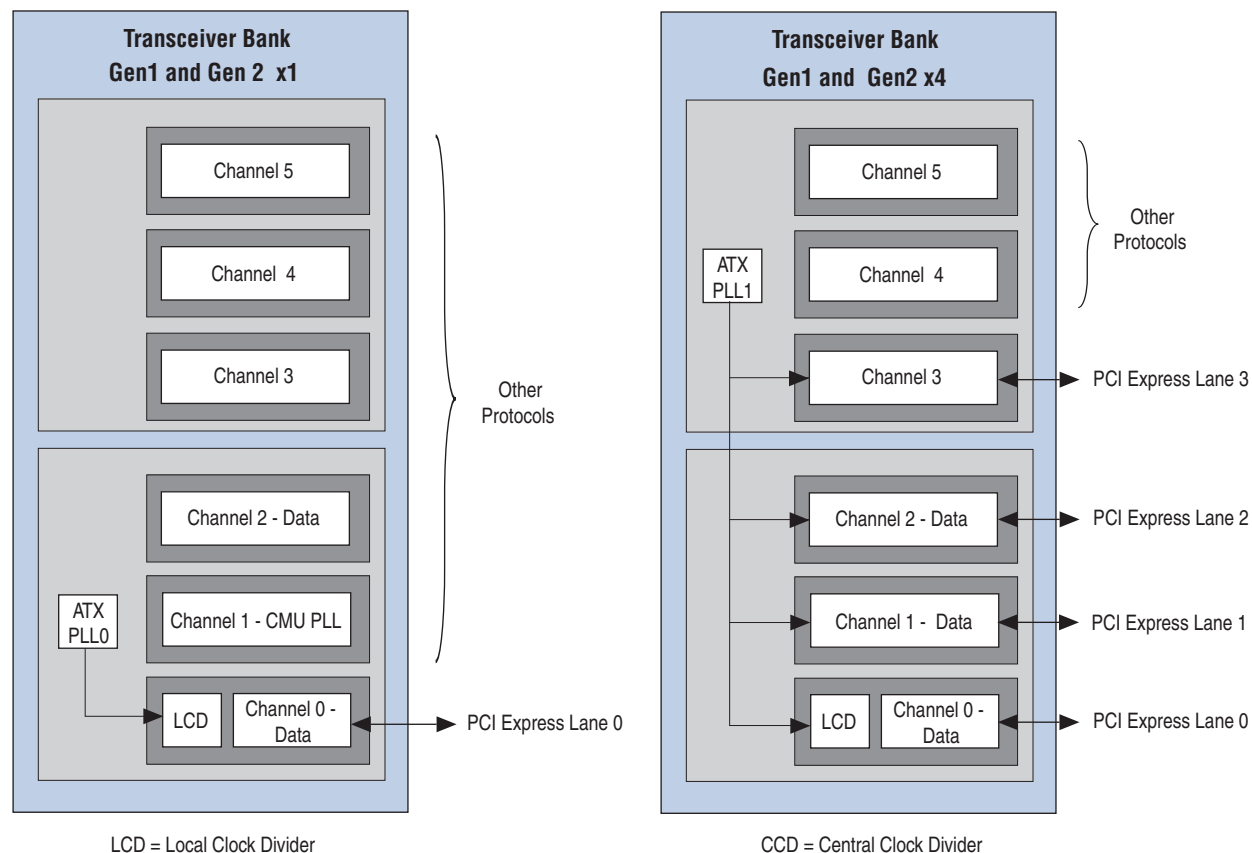 Transceiver Bank
Gen1 and Gen 2 x1
Channel 5
Channel 4
Channel 3
Other
Protocols
Channel 2 - Data
ATX
PLL0
Channel 1 - CMU PLL
LCD
Channel 0 -
Data
PCI Express Lane 0
LCD = Local Clock Divider
Transceiver Bank
Gen1 and Gen2 x4
Channel 5
Other
Protocols
ATX
PLL1
Channel 4
Channel 3
PCI Express Lane 3
Channel 2 - Data
PCI Express Lane 2
Channel 1 - Data
PCI Express Lane 1
LCD
Channel 0 -
Data
PCI Express Lane 0
CCD = Central Clock Divider